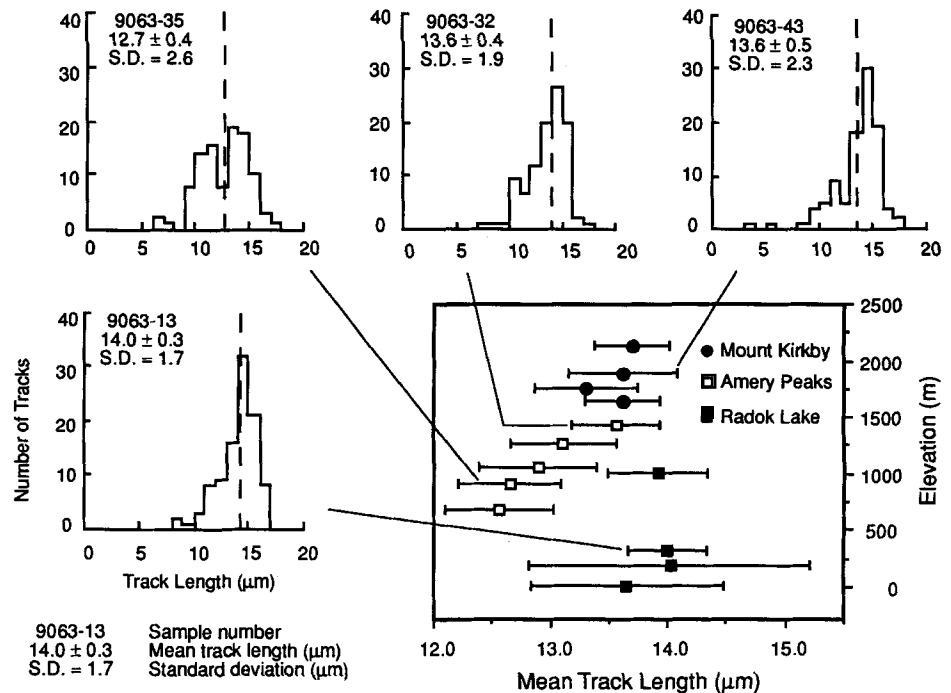 9063-35
12.7 ± 0.4
S.D. = 2.6
40
30
20
10
0
0 5 10 15 20
9063-32
13.6 ± 0.4
S.D. = 1.9
40
30
20
10
0
0 5 10 15 20
9063-43
13.6 ± 0.5
S.D. = 2.3
40
30
20
10
0
0 5 10 15 20
9063-13
14.0 ± 0.3
S.D. = 1.7
40
30
20
10
0
0 5 10 15 20
Number of Tracks
Track Length (µm)
Mount Kirkby
Amery Peaks
Radok Lake
2500
2000
1500
1000
500
0
Elevation (m)
12.0 13.0 14.0 15.0
Mean Track Length (µm)
9063-13 Sample number
14.0 ± 0.3 Mean track length (µm)
S.D. = 1.7 Standard deviation (µm)